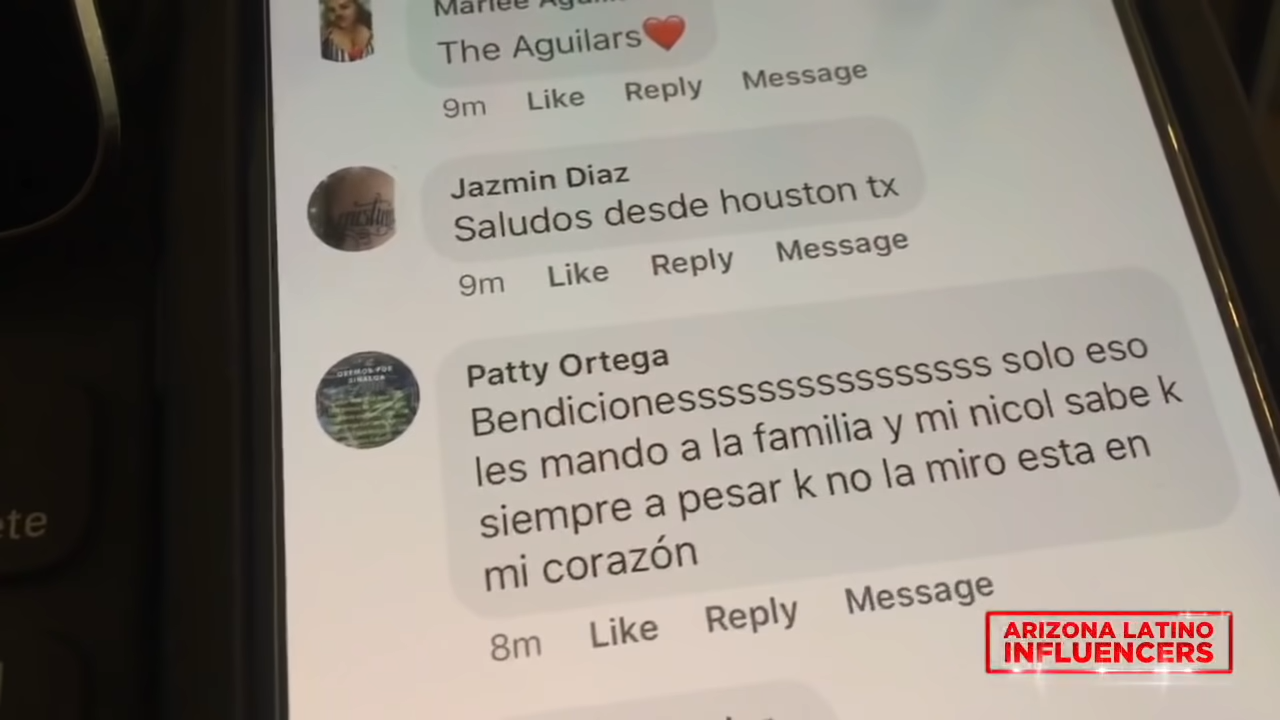 Marlee
The Aguilars❤️
9m Like Reply Message
Jazmin Diaz
Saludos desde houston tx
9m Like Reply Message
Patty Ortega
Bendicionessssssssssssssss solo eso
les mando a la familia y mi nicol sabe k
siempre a pesar k no la miro esta en
mi corazón
8m Like Reply Message
ete
ARIZONA LATINO
INFLUENCERS